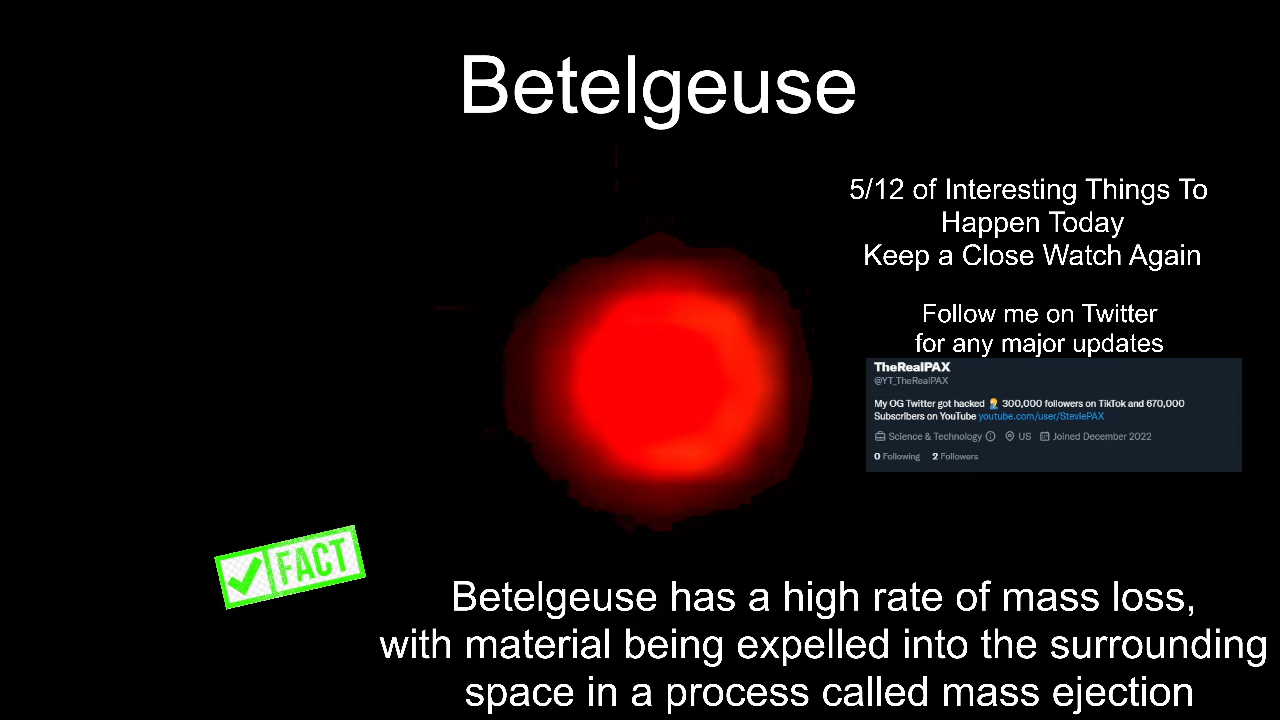 Betelgeuse
5/12 of Interesting Things To
Happen Today
Keep a Close Watch Again
Follow me on Twitter
for any major updates
TheRealPAX
@YT_TheRealPAX
My OG Twitter got hacked 🤦 300,000 followers on TikTok and 670,000
Subscribers on YouTube youtube.com/user/SteviePAX
Science & Technology US Joined December 2022
0 Following 2 Followers
FACT
Betelgeuse has a high rate of mass loss,
with material being expelled into the surrounding
space in a process called mass ejection